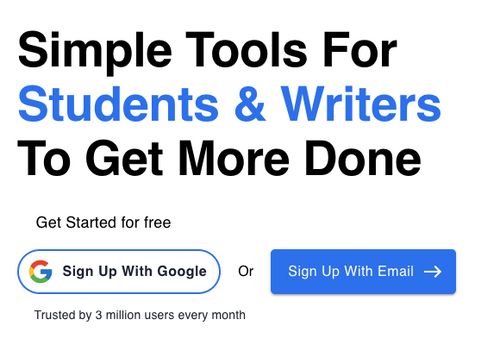 Simple Tools For
Students & Writers
To Get More Done
Get Started for free
Sign Up With Google Or Sign Up With Email
Trusted by 3 million users every month